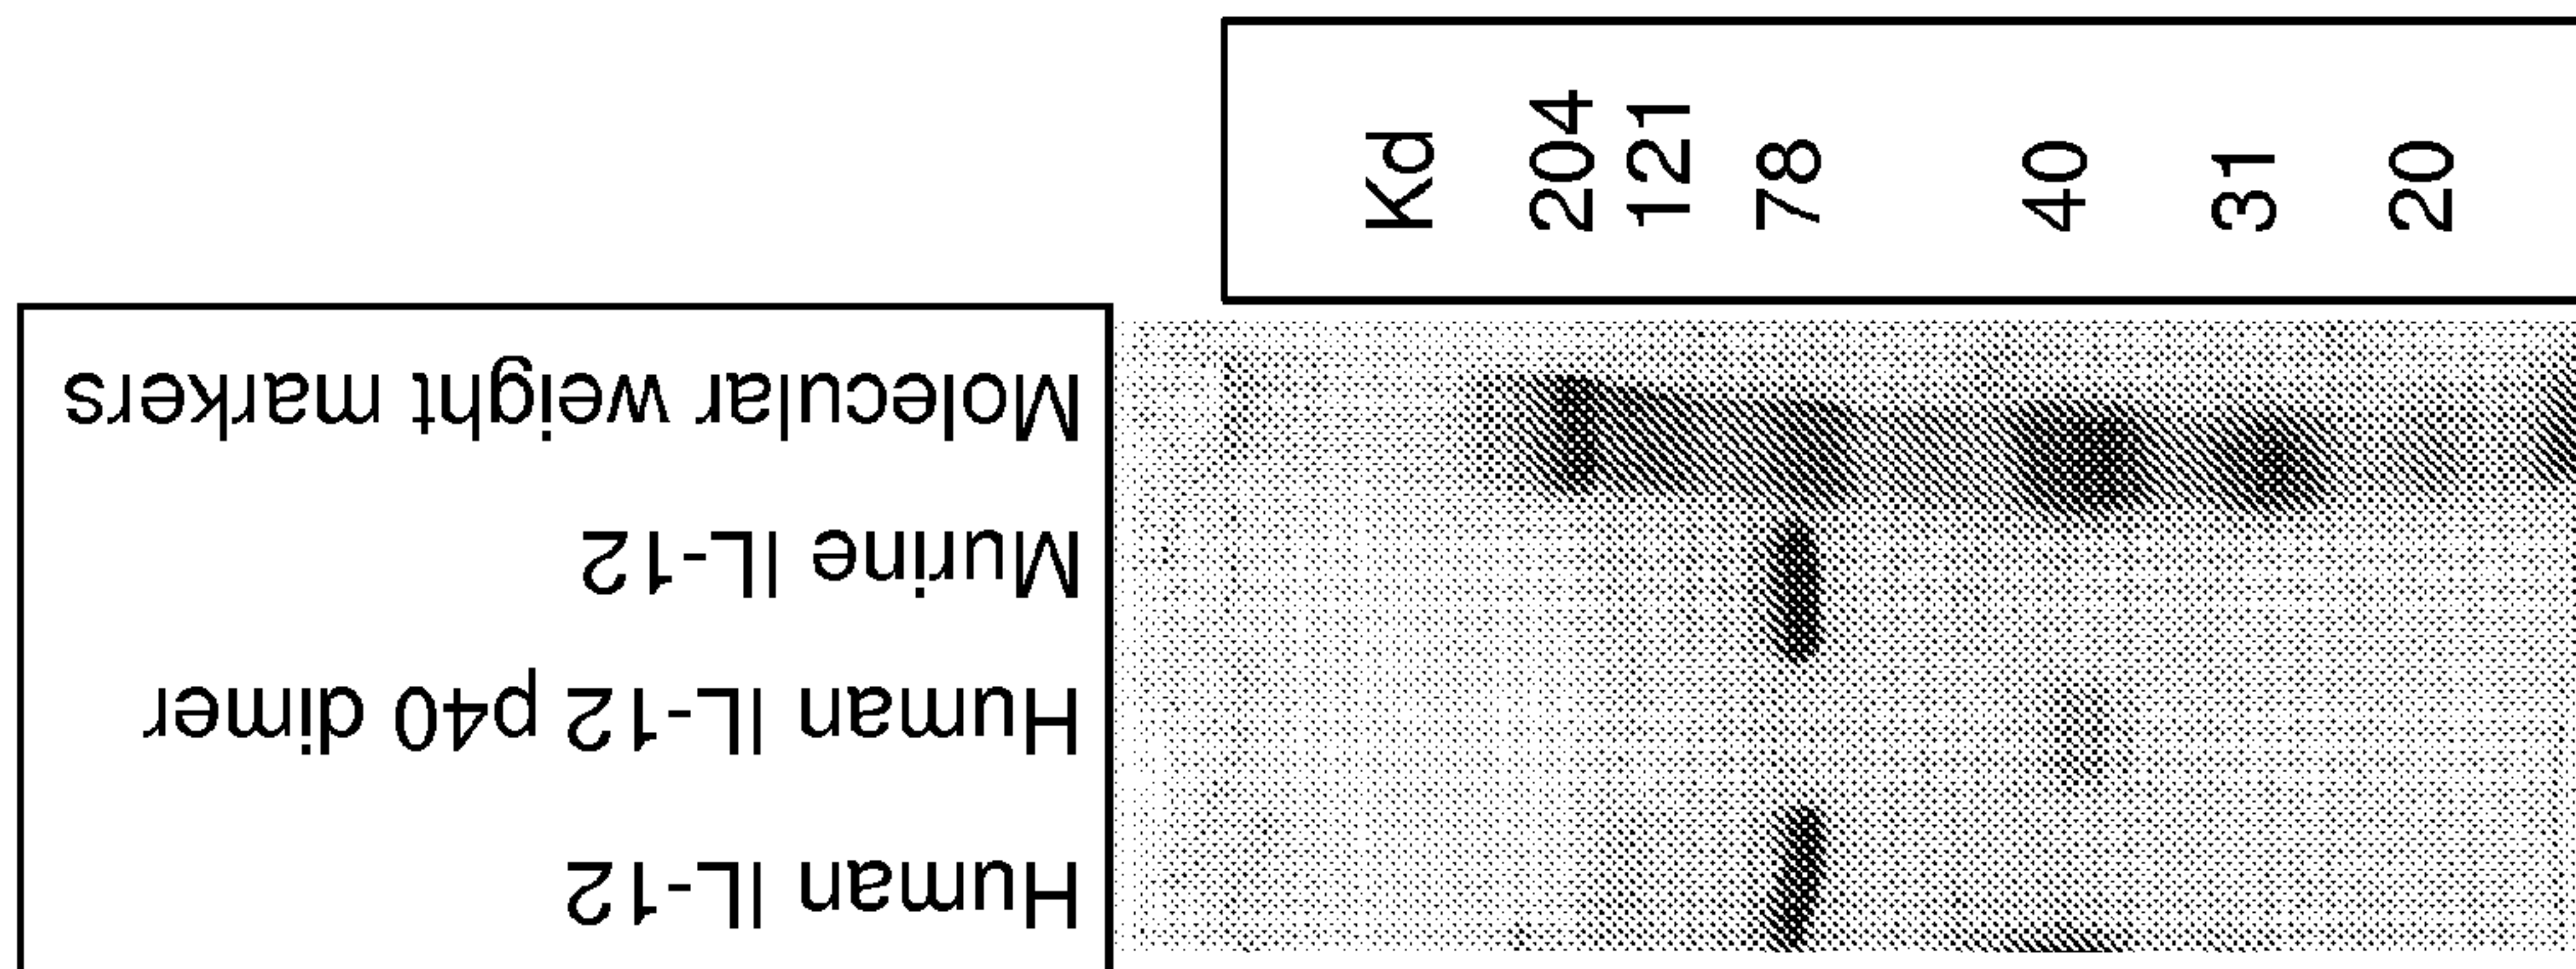 Kd
204
121
78
40
31
20
Molecular weight markers
Murine IL-12
Human IL-12 p40 dimer
Human IL-12